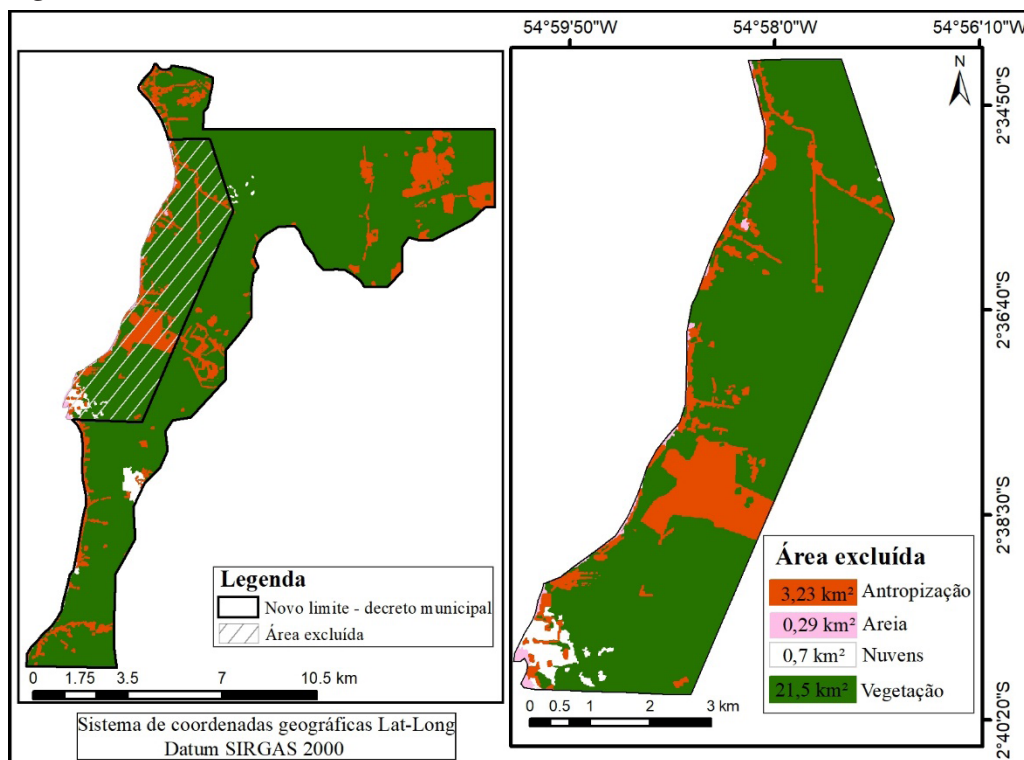 Legenda
Novo limite - decreto municipal
Área excluída
0 1.75 3.5 7 10.5 km
Sistema de coordenadas geográficas Lat-Long
Datum SIRGAS 2000
54°59'50"W 54°58'0"W 54°56'10"W
N
2°34'50"S
2°36'40"S
2°38'30"S
2°40'20"S
Área excluída
3,23 km² Antropização
0,29 km² Areia
0,7 km² Nuvens
21,5 km² Vegetação
0 0.5 1 2 3 km